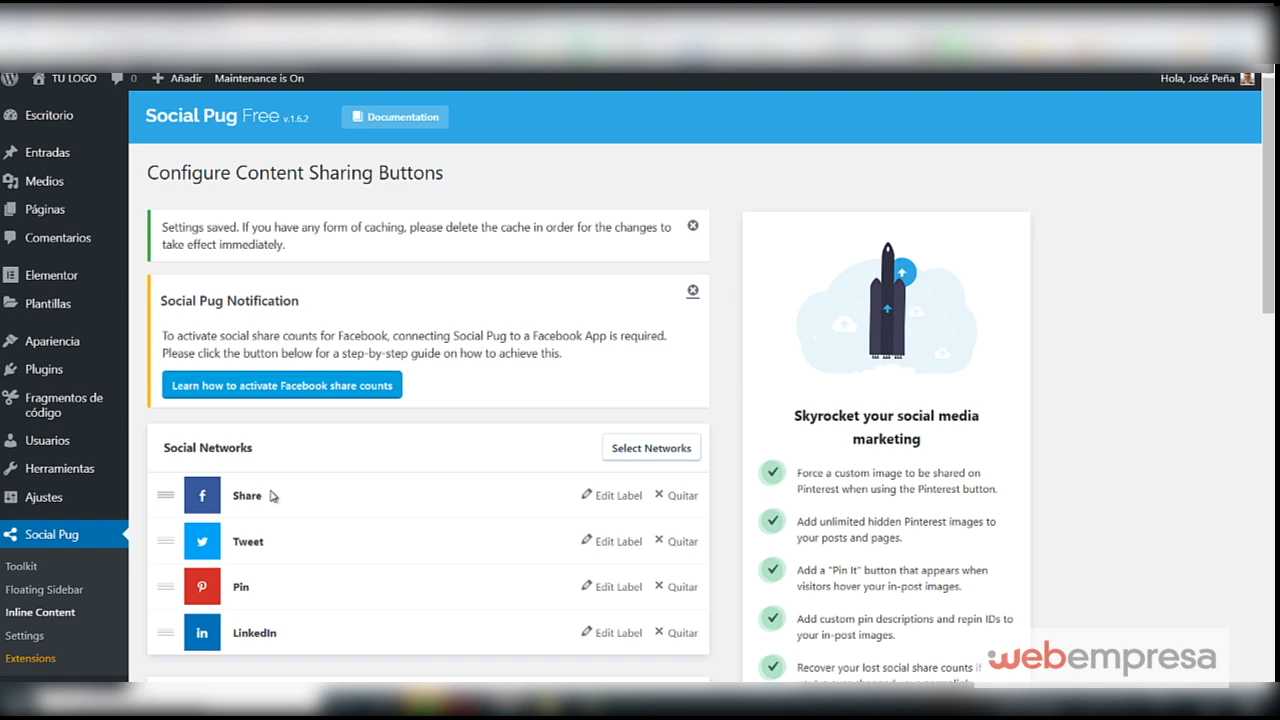 TU LOGO 0 Añadir Maintenance is On Hola, José Peña
Escritorio
Entradas
Medios
Páginas
Comentarios
Elementor
Plantillas
Apariencia
Plugins
Fragmentos de
código
Usuarios
Herramientas
Ajustes
Social Pug
Toolkit
Floating Sidebar
Inline Content
Settings
Extensions
Social Pug Free v.1.6.2 Documentation
Configure Content Sharing Buttons
Settings saved. If you have any form of caching, please delete the cache in order for the changes to
take effect immediately.
Social Pug Notification
To activate social share counts for Facebook, connecting Social Pug to a Facebook App is required.
Please click the button below for a step-by-step guide on how to achieve this.
Learn how to activate Facebook share counts
Social Networks Select Networks
Share Edit Label Quitar
Tweet Edit Label Quitar
Pin Edit Label Quitar
LinkedIn Edit Label Quitar
Skyrocket your social media
marketing
Force a custom image to be shared on
Pinterest when using the Pinterest button.
Add unlimited hidden Pinterest images to
your posts and pages.
Add a "Pin It" button that appears when
visitors hover your in-post images.
Add custom pin descriptions and repin IDs to
your in-post images.
Recover your lost social share counts if
webempresa